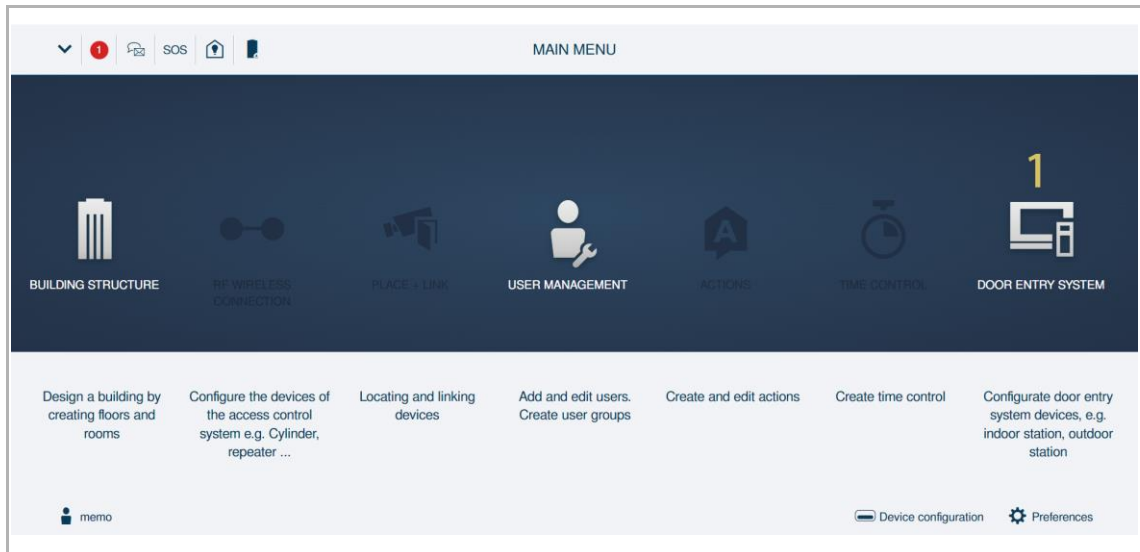 1
SOS
MAIN MENU
1
BUILDING STRUCTURE
RF WIRELESS
CONNECTION
PLACE + LINK
USER MANAGEMENT
A
ACTIONS
TIME CONTROL
DOOR ENTRY SYSTEM
Design a building by
creating floors and
rooms
Configure the devices of
the access control
system e.g. Cylinder,
repeater ...
Locating and linking
devices
Add and edit users.
Create user groups
Create and edit actions
Create time control
Configurate door entry
system devices, e.g.
indoor station, outdoor
station
memo
Device configuration
Preferences